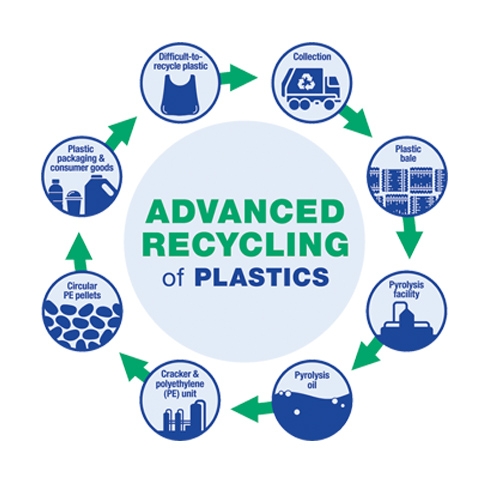 Difficult-to-
recycle plastic
Collection
Plastic
bale
Pyrolysis
facility
Pyrolysis
oil
Cracker &
polyethylene
(PE) unit
Circular
PE pellets
Plastic
packaging &
consumer goods
ADVANCED
RECYCLING
of PLASTICS